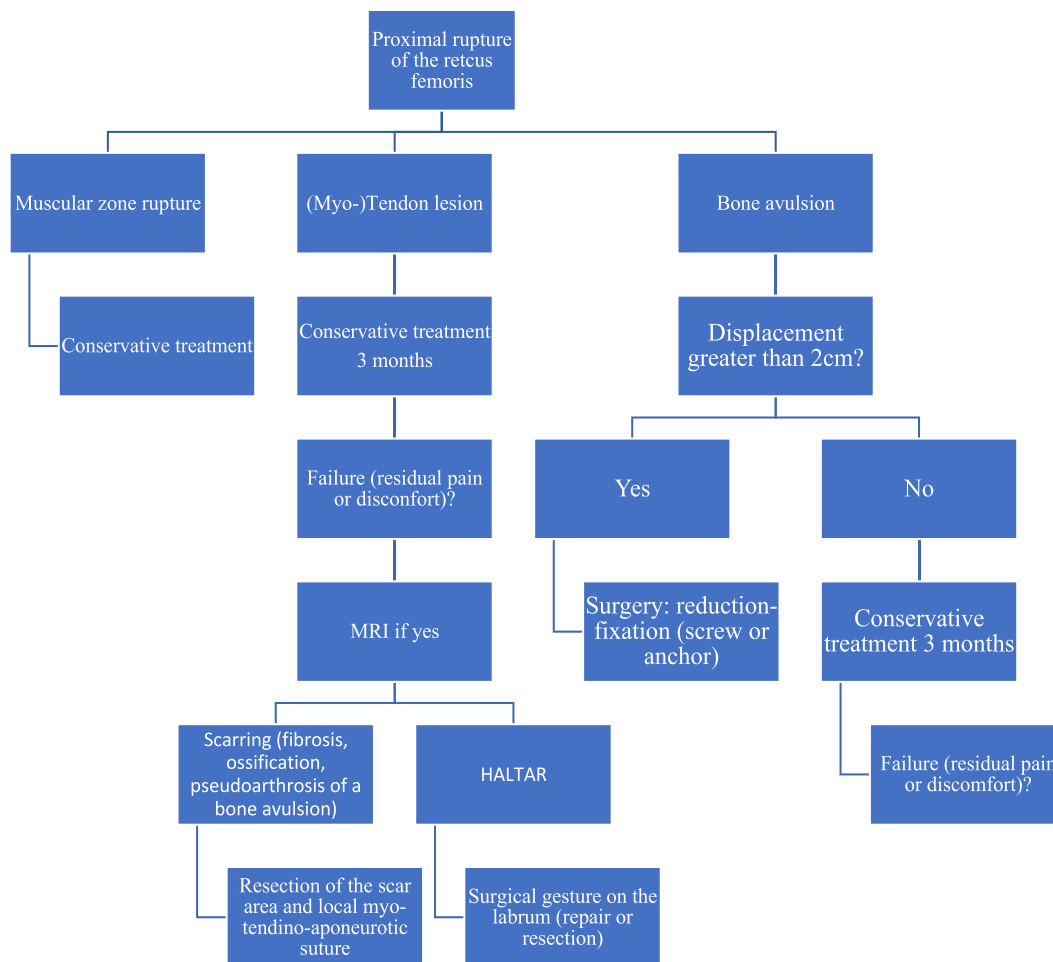 Proximal rupture
of the retcus
femoris
Muscular zone rupture
(Myo-)Tendon lesion
Bone avulsion
Conservative treatment
Conservative treatment
3 months
Displacement
greater than 2cm?
Failure (residual pain
or disconfort)?
Yes
No
MRI if yes
Surgery: reduction-
fixation (screw or
anchor)
Conservative
treatment 3 months
Scarring (fibrosis,
ossification,
pseudoarthrosis of a
bone avulsion)
HALTAR
Failure (residual pain
or discomfort)?
Resection of the scar
area and local myo-
tendino-aponeurotic
suture
Surgical gesture on the
labrum (repair or
resection)